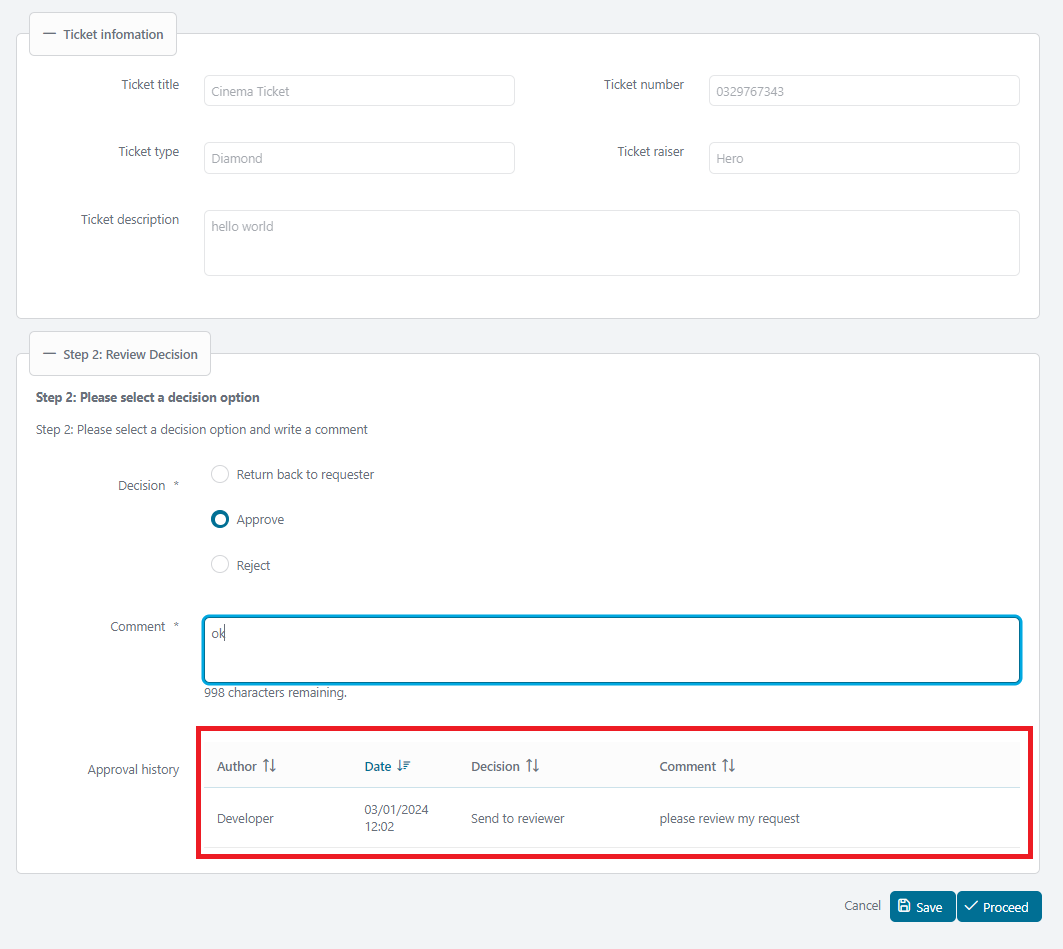 Ticket infomation
Ticket title
Cinema Ticket
Ticket number
0329767343
Ticket type
Diamond
Ticket raiser
Hero
Ticket description
hello world
Step 2: Review Decision
Step 2: Please select a decision option
Step 2: Please select a decision option and write a comment
Decision *
Return back to requester
Approve
Reject
Comment *
ok
998 characters remaining.
Approval history
Author Date Decision Comment
Developer 03/01/2024 Send to reviewer please review my request
12:02
Cancel Save Proceed